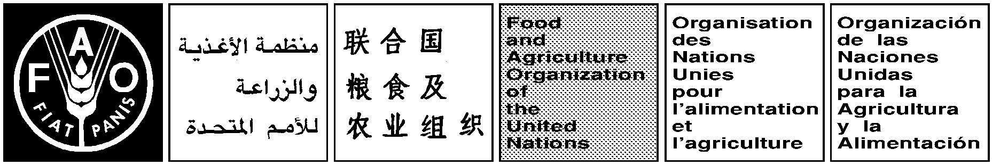 F A O
FIAT PANIS
منظمة الأغذية
والزراعة
للأمم المتحدة
联合国
粮食及
农业组织
Food
and
Agriculture
Organization
of
the
United
Nations
Organisation
des
Nations
Unies
pour
l'alimentation
et
l'agriculture
Organización
de las
Naciones
Unidas
para la
Agricultura
y la
Alimentación